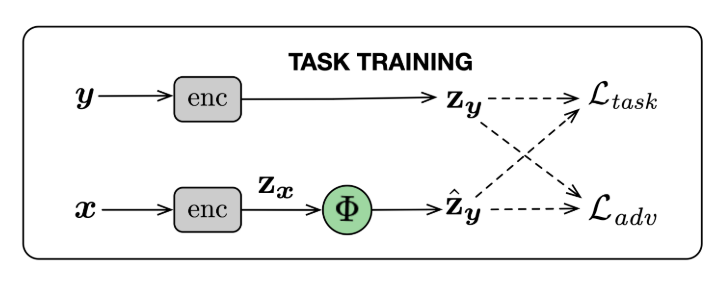 TASK TRAINING
y enc z_y ℒ_task
x enc z_x Φ ẑ_y ℒ_adv